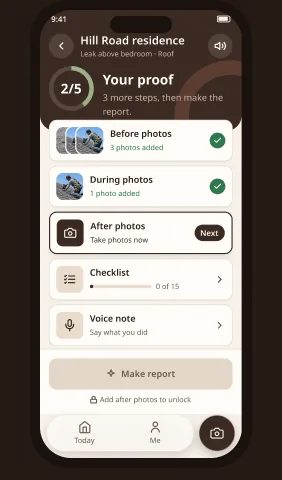 9:41
Hill Road residence
Leak above bedroom · Roof
2/5
Your proof
3 more steps, then make the
report.
Before photos
3 photos added
During photos
1 photo added
After photos
Take photos now
Next
Checklist
0 of 15
Voice note
Say what you did
Make report
Add after photos to unlock
Today
Me